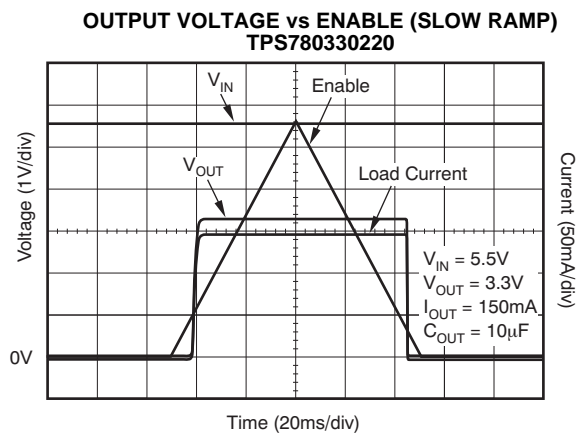 OUTPUT VOLTAGE vs ENABLE (SLOW RAMP)
TPS780330220
V_IN
Enable
V_OUT
Load Current
Voltage (1V/div)
Current (50mA/div)
V_IN = 5.5V
V_OUT = 3.3V
I_OUT = 150mA
C_OUT = 10μF
0V
Time (20ms/div)